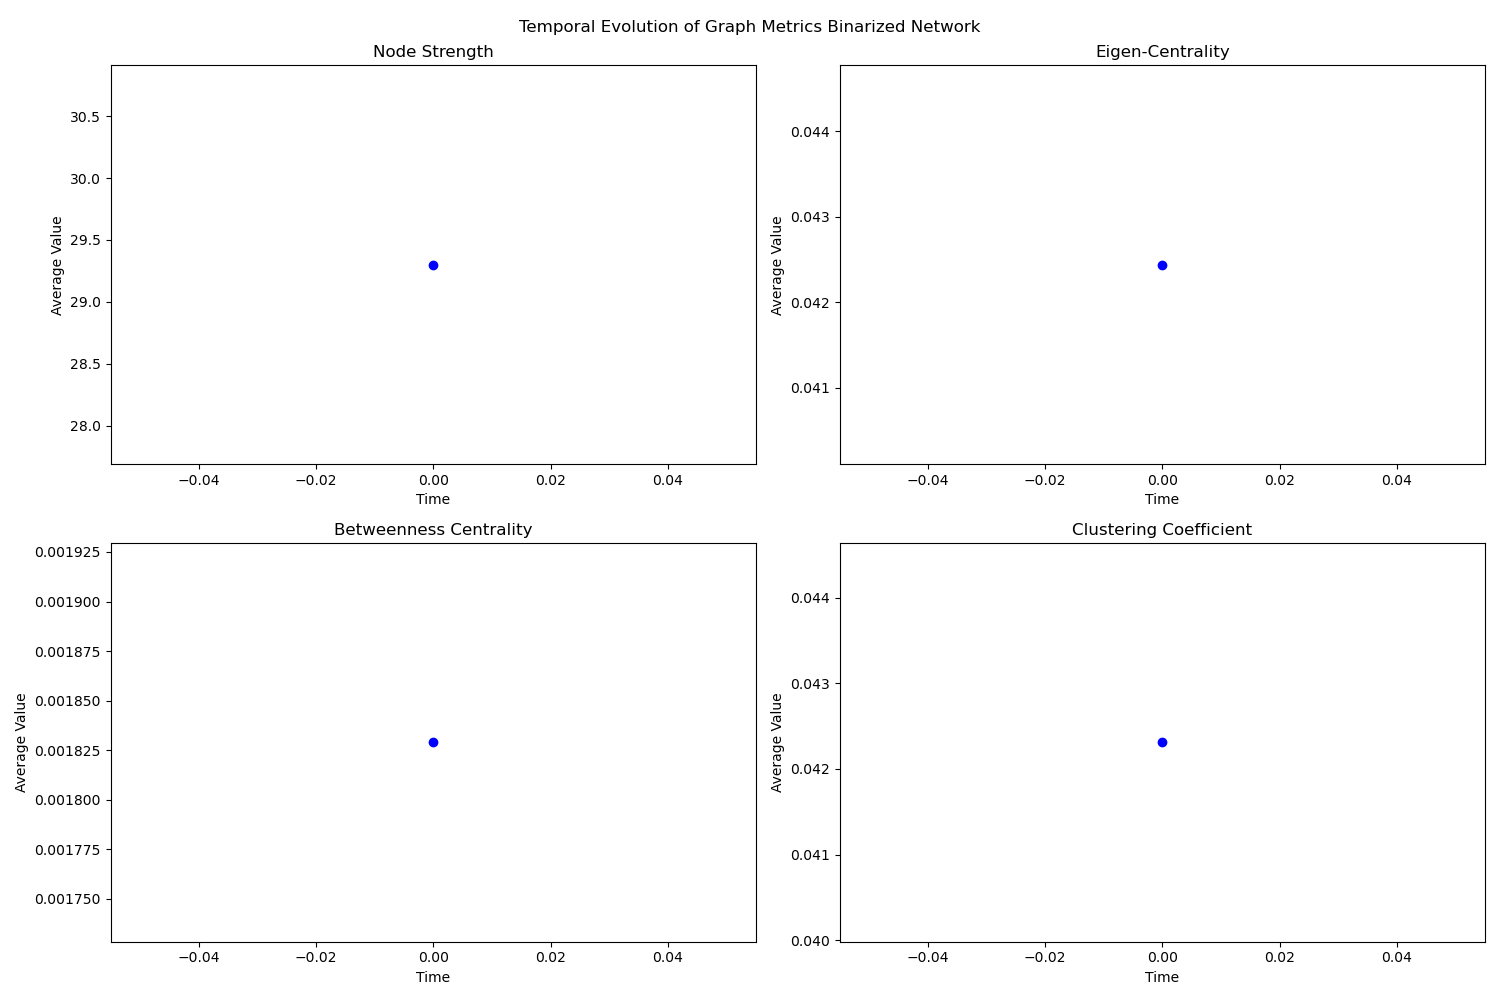 Temporal Evolution of Graph Metrics Binarized Network
Node Strength
Average Value
30.5
30.0
29.5
29.0
28.5
28.0
−0.04 −0.02 0.00 0.02 0.04
Time
Eigen-Centrality
Average Value
0.044
0.043
0.042
0.041
−0.04 −0.02 0.00 0.02 0.04
Time
Betweenness Centrality
Average Value
0.001925
0.001900
0.001875
0.001850
0.001825
0.001800
0.001775
0.001750
−0.04 −0.02 0.00 0.02 0.04
Time
Clustering Coefficient
Average Value
0.044
0.043
0.042
0.041
0.040
−0.04 −0.02 0.00 0.02 0.04
Time